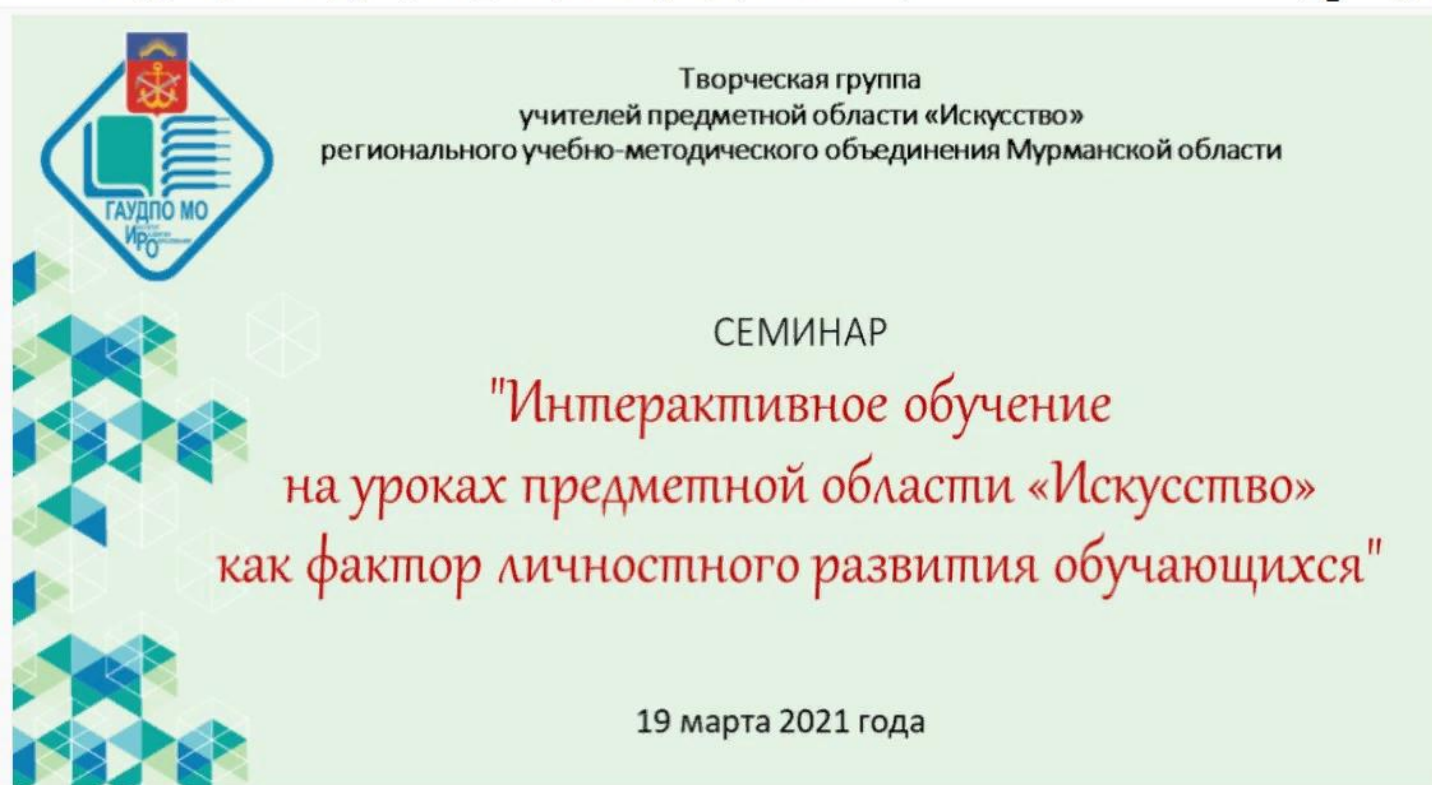 Творческая группа
учителей предметной области «Искусство»
регионального учебно-методического объединения Мурманской области
ГАУДПО МО
ИРО
СЕМИНАР
"Интерактивное обучение
на уроках предметной области «Искусство»
как фактор личностного развития обучающихся"
19 марта 2021 года